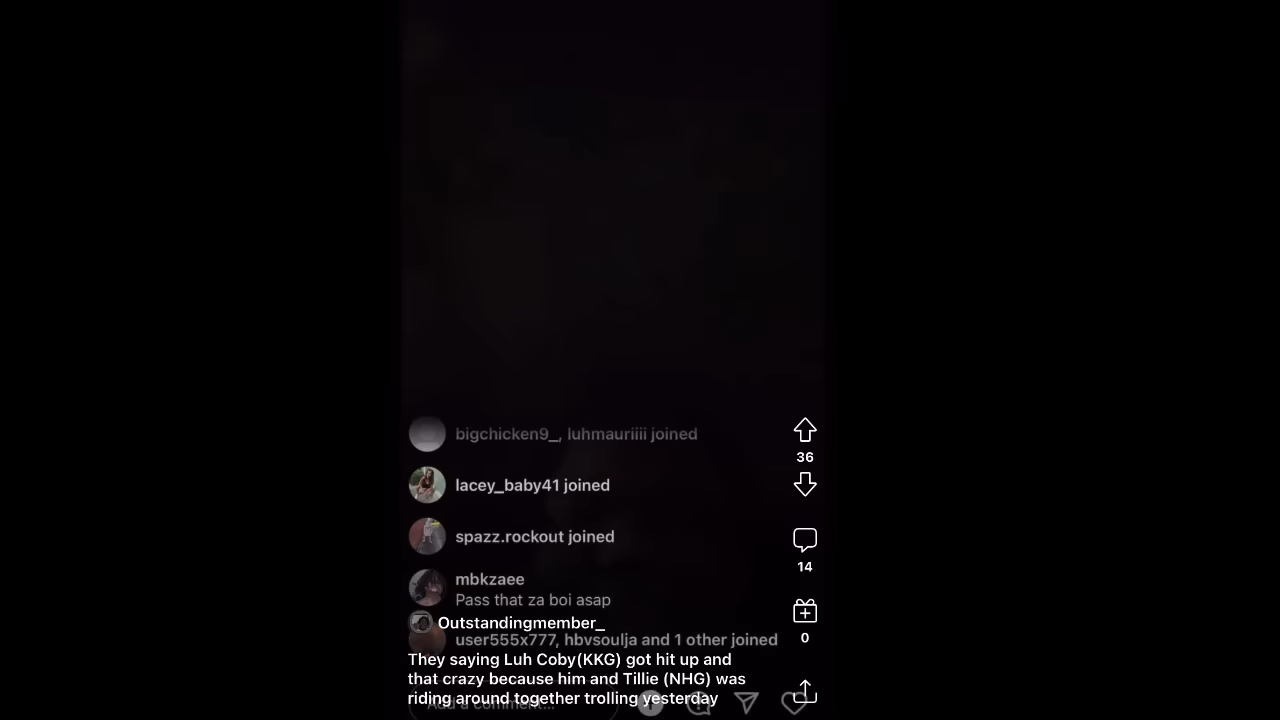 bigchicken9_, luhmauriiii joined
36
lacey_baby41 joined
spazz.rockout joined
14
mbkzaee
Pass that za boi asap
Outstandingmember_
user555x777, hbvsoulja and 1 other joined
0
They saying Luh Coby(KKG) got hit up and
that crazy because him and Tillie (NHG) was
riding around together trolling yesterday
Add a comment...